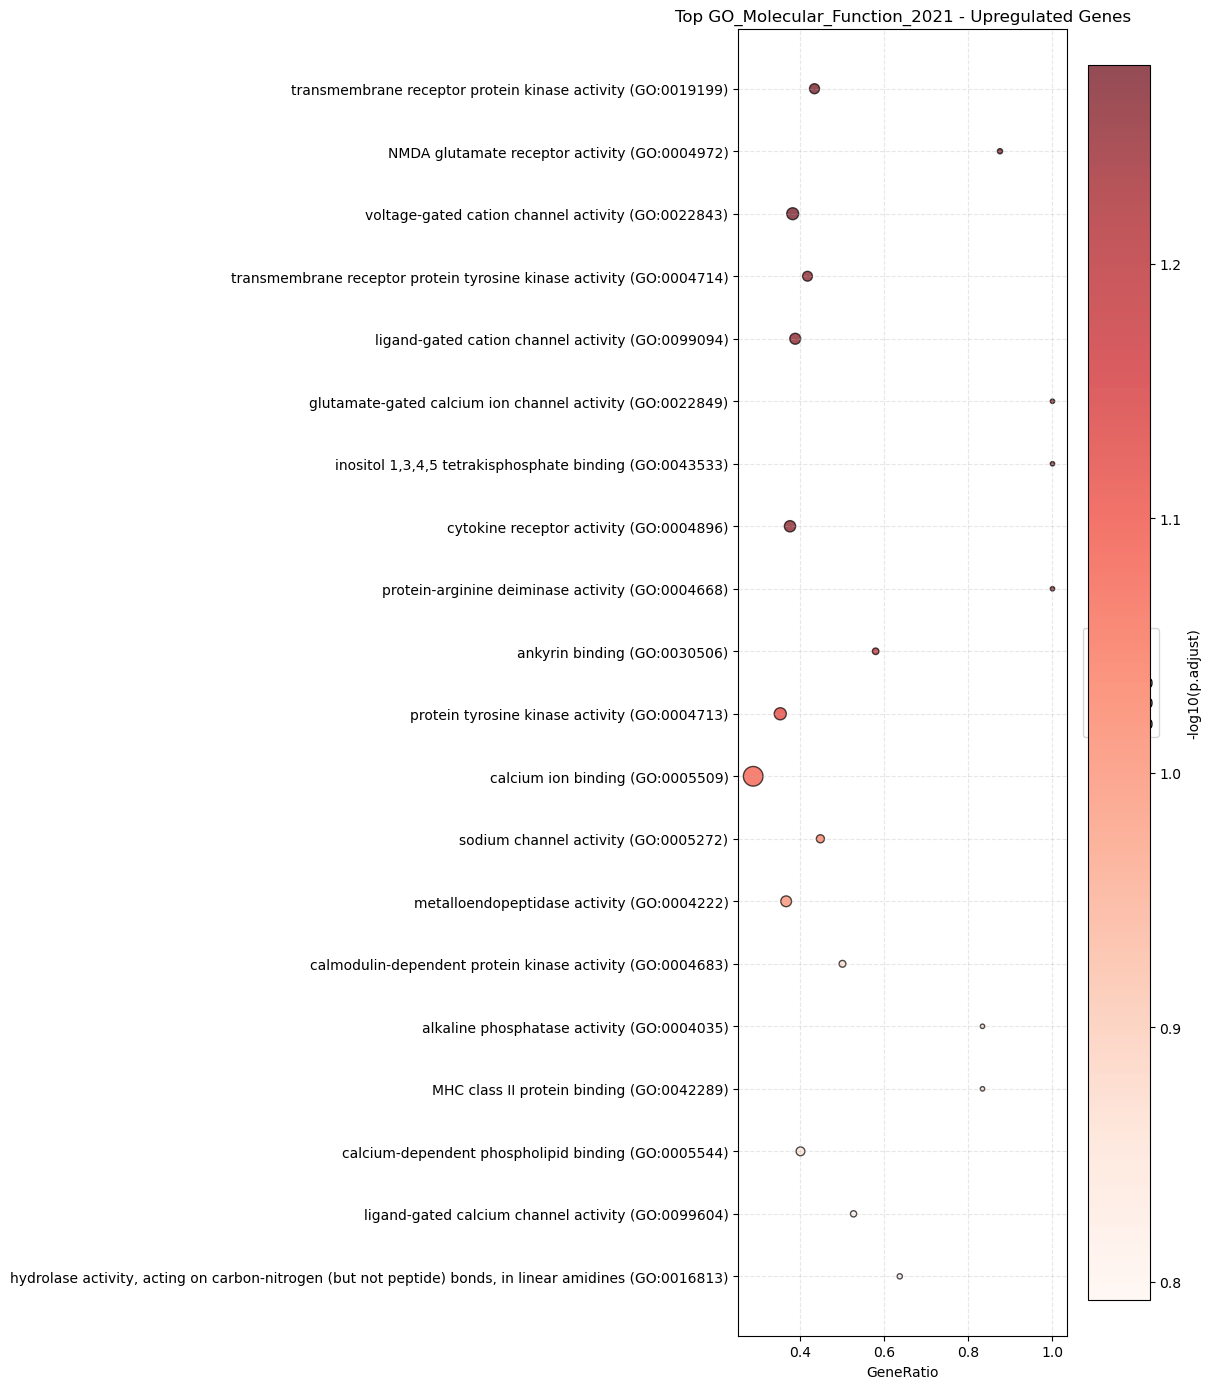 Top GO_Molecular_Function_2021 - Upregulated Genes
transmembrane receptor protein kinase activity (GO:0019199)
NMDA glutamate receptor activity (GO:0004972)
voltage-gated cation channel activity (GO:0022843)
transmembrane receptor protein tyrosine kinase activity (GO:0004714)
ligand-gated cation channel activity (GO:0099094)
glutamate-gated calcium ion channel activity (GO:0022849)
inositol 1,3,4,5 tetrakisphosphate binding (GO:0043533)
cytokine receptor activity (GO:0004896)
protein-arginine deiminase activity (GO:0004668)
ankyrin binding (GO:0030506)
protein tyrosine kinase activity (GO:0004713)
calcium ion binding (GO:0005509)
sodium channel activity (GO:0005272)
metalloendopeptidase activity (GO:0004222)
calmodulin-dependent protein kinase activity (GO:0004683)
alkaline phosphatase activity (GO:0004035)
MHC class II protein binding (GO:0042289)
calcium-dependent phospholipid binding (GO:0005544)
ligand-gated calcium channel activity (GO:0099604)
hydrolase activity, acting on carbon-nitrogen (but not peptide) bonds, in linear amidines (GO:0016813)
0.4
0.6
0.8
1.0
GeneRatio
1.2
1.1
1.0
0.9
0.8
-log10(p.adjust)